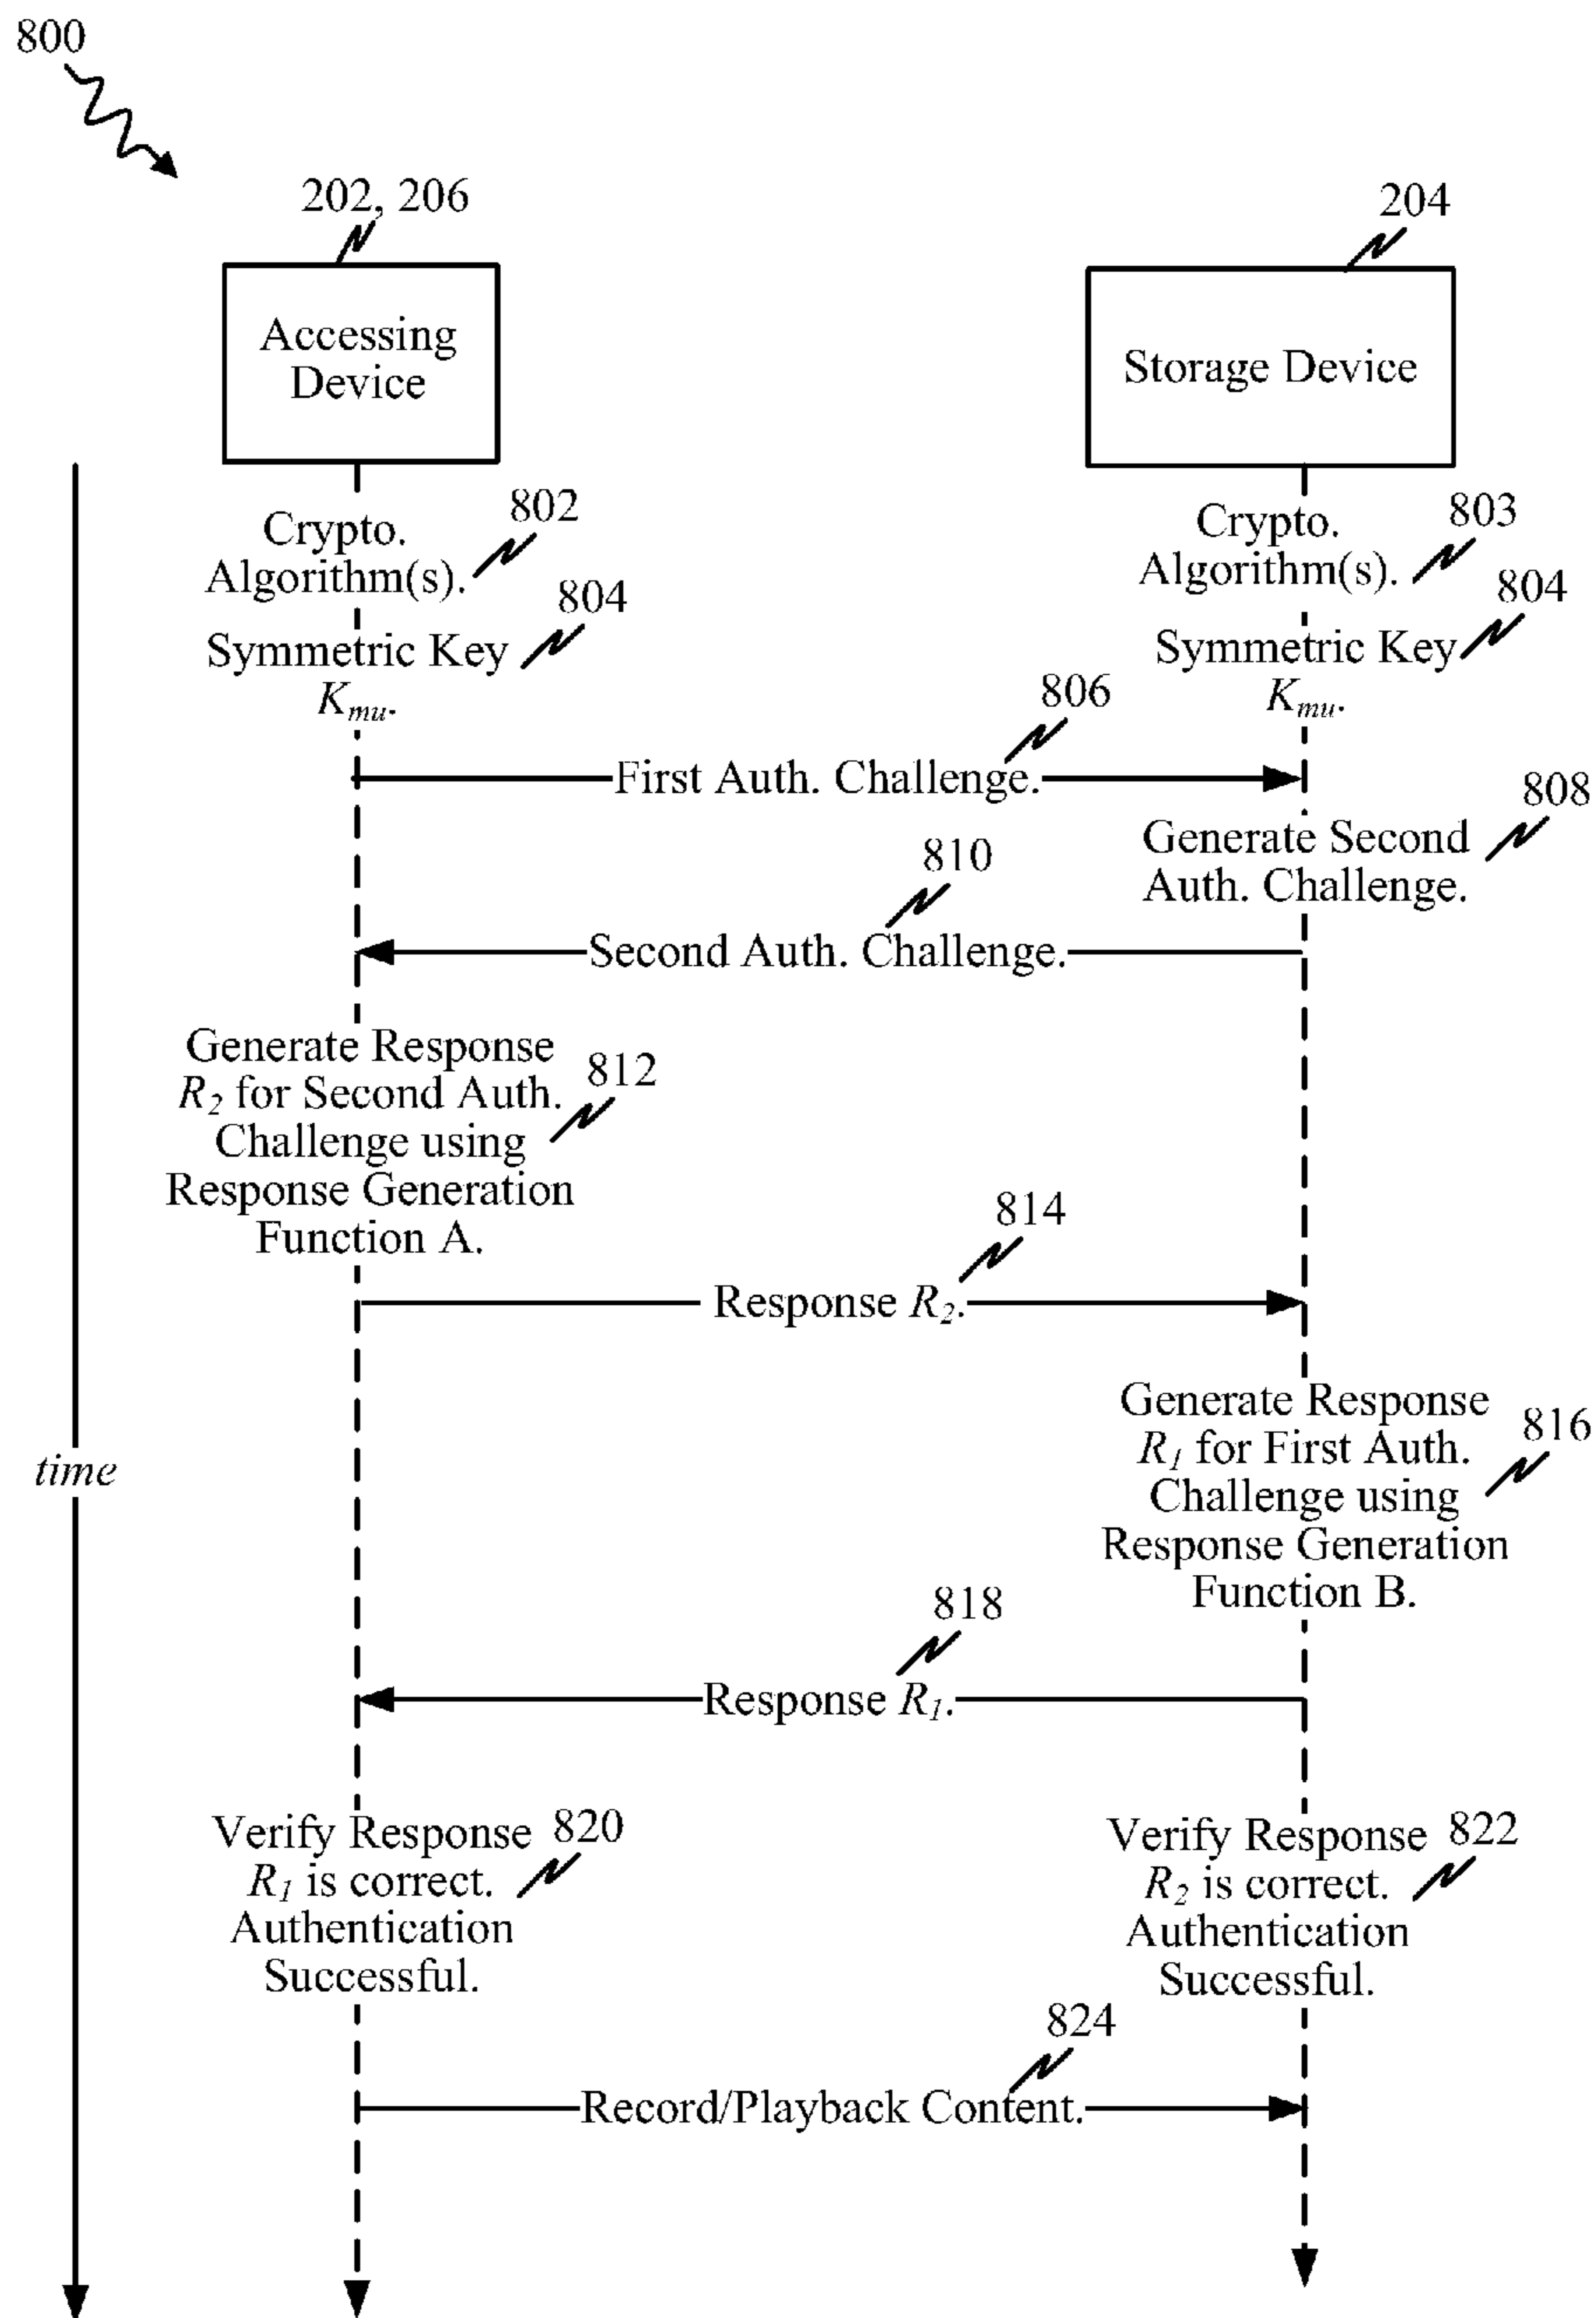 800
202, 206
204
Accessing
Device
Storage Device
Crypto.
Algorithm(s).
802
Crypto.
Algorithm(s).
803
804
Symmetric Key
Kmu.
804
Symmetric Key
Kmu.
806
First Auth. Challenge.
808
Generate Second
Auth. Challenge.
810
Second Auth. Challenge.
Generate Response
R2 for Second Auth.
Challenge using
Response Generation
Function A.
812
814
Response R2.
Generate Response
R1 for First Auth.
Challenge using
Response Generation
Function B.
816
time
818
Response R1.
Verify Response
R1 is correct.
Authentication
Successful.
820
Verify Response
R2 is correct.
Authentication
Successful.
822
824
Record/Playback Content.